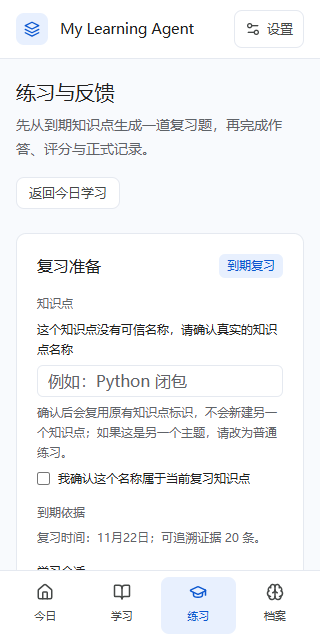 My Learning Agent
设置
练习与反馈
先从到期知识点生成一道复习题，再完成作
答、评分与正式记录。
返回今日学习
复习准备
到期复习
知识点
这个知识点没有可信名称，请确认真实的知识
点名称
例如：Python 闭包
确认后会复用原有知识点标识，不会新建另一
个知识点；如果这是另一个主题，请改为普通
练习。
我确认这个名称属于当前复习知识点
到期依据
复习时间：11月22日；可追溯证据 20 条。
今日
学习
练习
档案